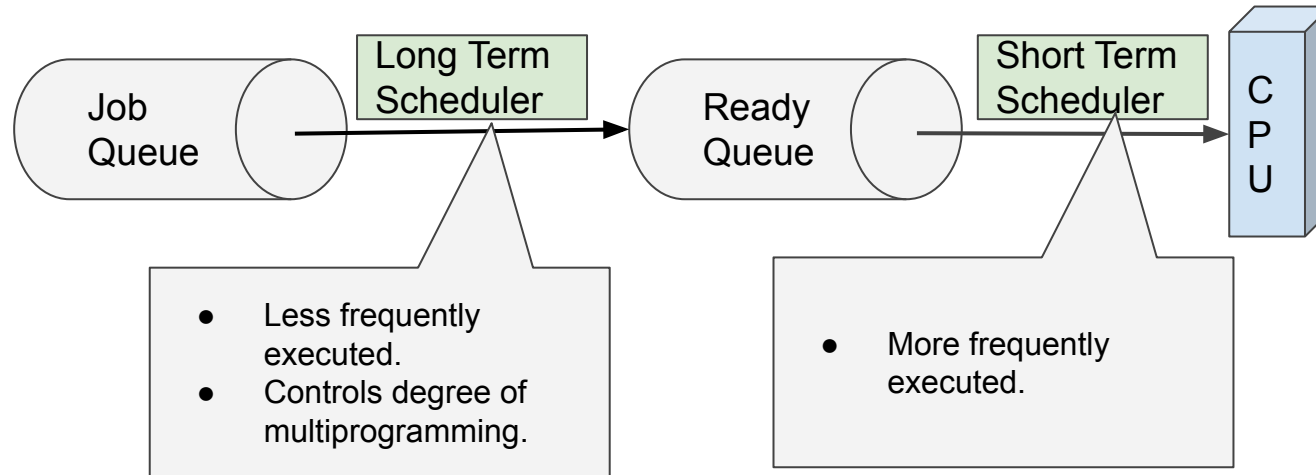 Job
Queue
Long Term
Scheduler
Ready
Queue
Short Term
Scheduler
C
P
U
● Less frequently
executed.
● Controls degree of
multiprogramming.
● More frequently
executed.